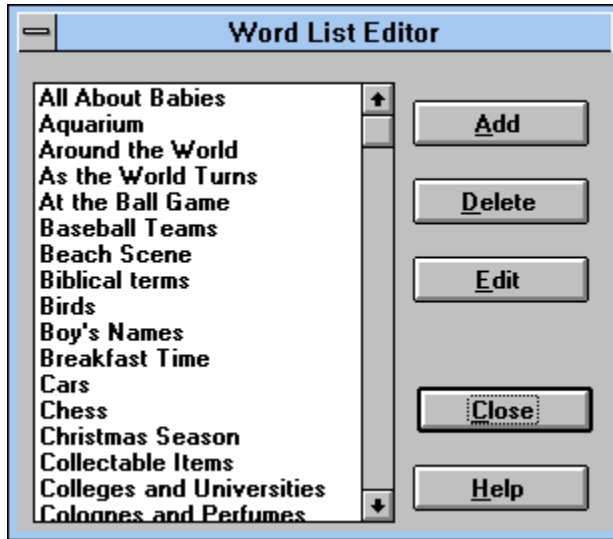 Word List Editor
All About Babies
Aquarium
Around the World
As the World Turns
At the Ball Game
Baseball Teams
Beach Scene
Biblical terms
Birds
Boy's Names
Breakfast Time
Cars
Chess
Christmas Season
Collectable Items
Colleges and Universities
Colognes and Perfumes
Add
Delete
Edit
Close
Help